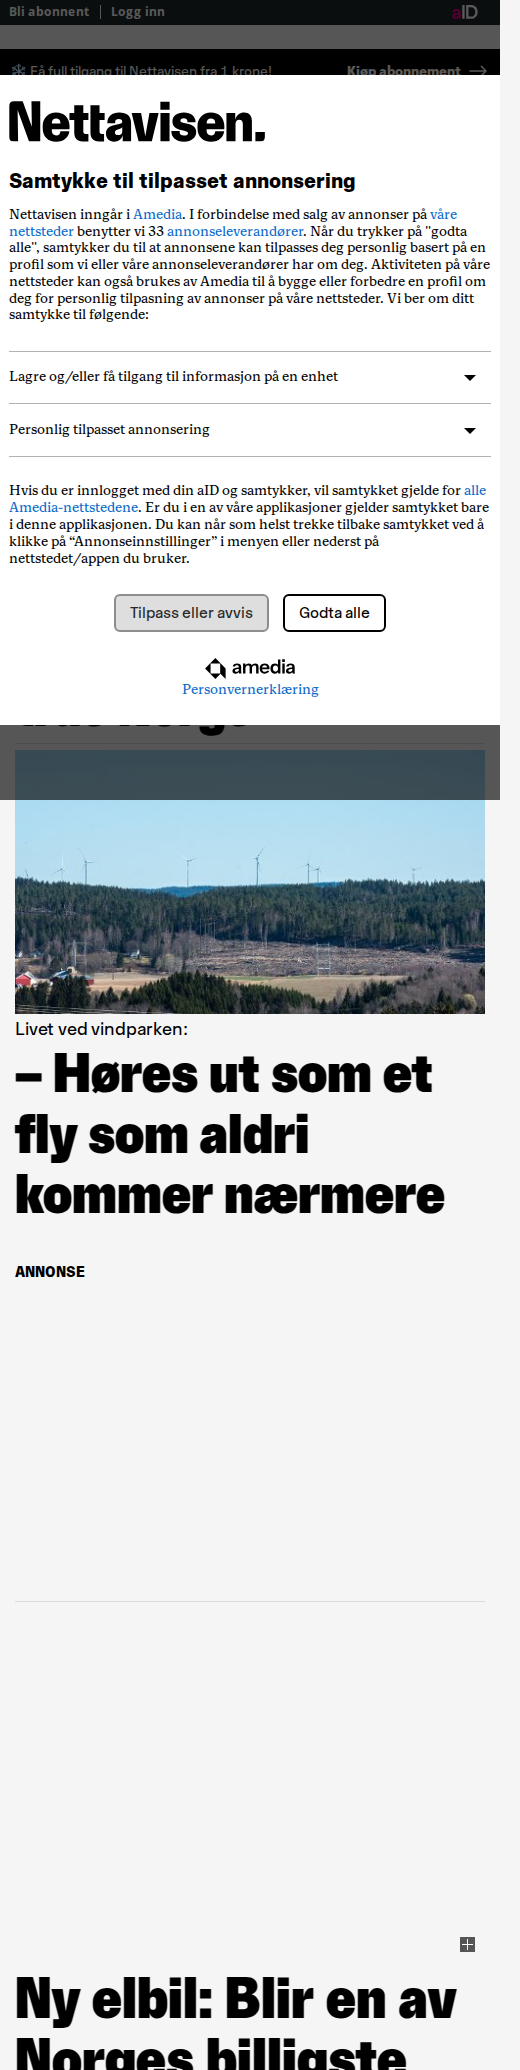 Bli abonnent
Logg inn
aID
Få full tilgang til Nettavisen fra 1 krone!
Kjøp abonnement
Nettavisen.
Samtykke til tilpasset annonsering
Nettavisen inngår i Amedia. I forbindelse med salg av annonser på våre
nettsteder benytter vi 33 annonseleverandører. Når du trykker på "godta
alle", samtykker du til at annonsene kan tilpasses deg personlig basert på en
profil som vi eller våre annonseleverandører har om deg. Aktiviteten på våre
nettsteder kan også brukes av Amedia til å bygge eller forbedre en profil om
deg for personlig tilpasning av annonser på våre nettsteder. Vi ber om ditt
samtykke til følgende:
Lagre og/eller få tilgang til informasjon på en enhet
Personlig tilpasset annonsering
Hvis du er innlogget med din aID og samtykker, vil samtykket gjelde for alle
Amedia-nettstedene. Er du i en av våre applikasjoner gjelder samtykket bare
i denne applikasjonen. Du kan når som helst trekke tilbake samtykket ved å
klikke på “Annonseinnstillinger” i menyen eller nederst på
nettstedet/appen du bruker.
Tilpass eller avvis
Godta alle
amedia
Personvernerklæring
Norge
Livet ved vindparken:
– Høres ut som et
fly som aldri
kommer nærmere
ANNONSE
Ny elbil: Blir en av
Norges billigste